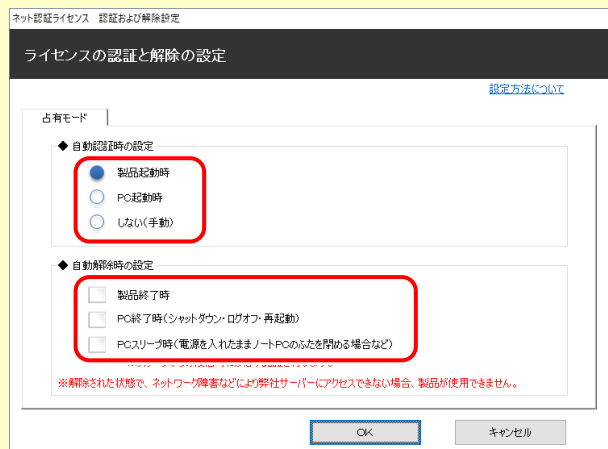 ネット認証ライセンス 認証および解除設定
ライセンスの認証と解除の設定
設定方法について
占有モード
◆ 自動認証時の設定
製品起動時
PC起動時
しない(手動)
◆ 自動解除時の設定
製品終了時
PC終了時(シャットダウン・ログオフ・再起動)
PCスリープ時(電源を入れたままノートPCのふたを閉める場合など)
※解除された状態で、ネットワーク障害などにより弊社サーバーにアクセスできない場合、製品が使用できません。
OK
キャンセル